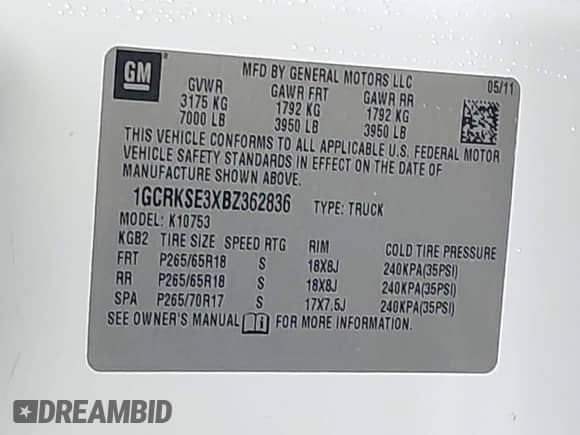 GM
MFD BY GENERAL MOTORS LLC
05/11
GVWR GAWR FRT GAWR RR
3175 KG 1792 KG 1792 KG
7000 LB 3950 LB 3950 LB
THIS VEHICLE CONFORMS TO ALL APPLICABLE U.S. FEDERAL MOTOR
VEHICLE SAFETY STANDARDS IN EFFECT ON THE DATE OF
MANUFACTURE SHOWN ABOVE.
1GCRKSE3XBZ362836 TYPE: TRUCK
MODEL: K10753
KGB2 TIRE SIZE SPEED RTG RIM COLD TIRE PRESSURE
FRT P265/65R18 S 18X8J 240KPA(35PSI)
RR P265/65R18 S 18X8J 240KPA(35PSI)
SPA P265/70R17 S 17X7.5J 240KPA(35PSI)
SEE OWNER'S MANUAL FOR MORE INFORMATION.
DREAMBID